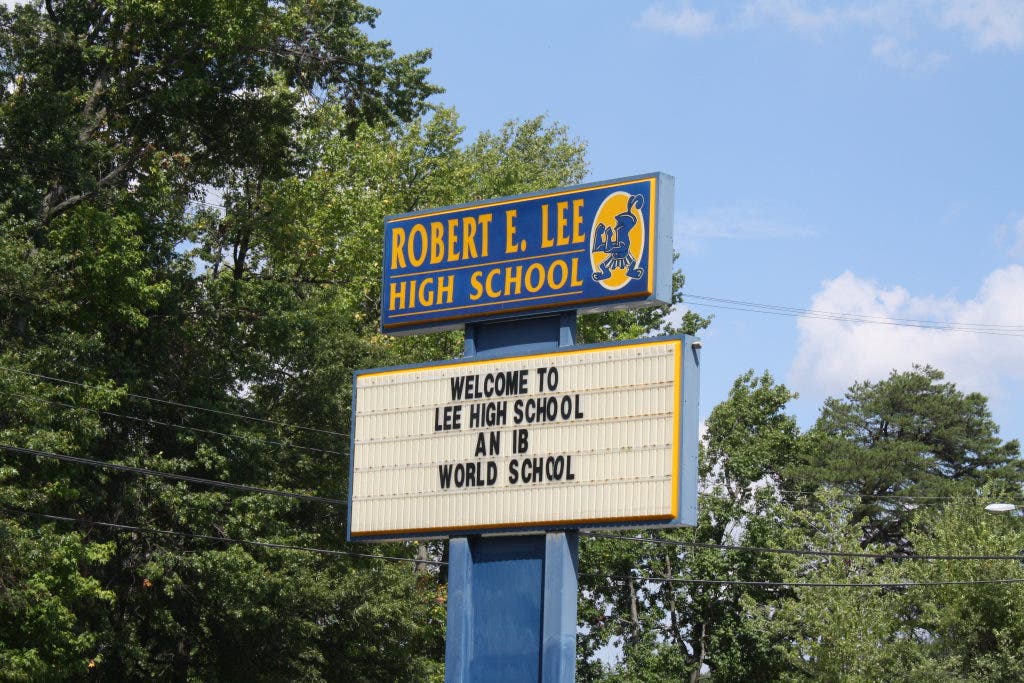 ROBERT E. LEE
HIGH SCHOOL
WELCOME TO
LEE HIGH SCHOOL
AN IB
WORLD SCHOOL